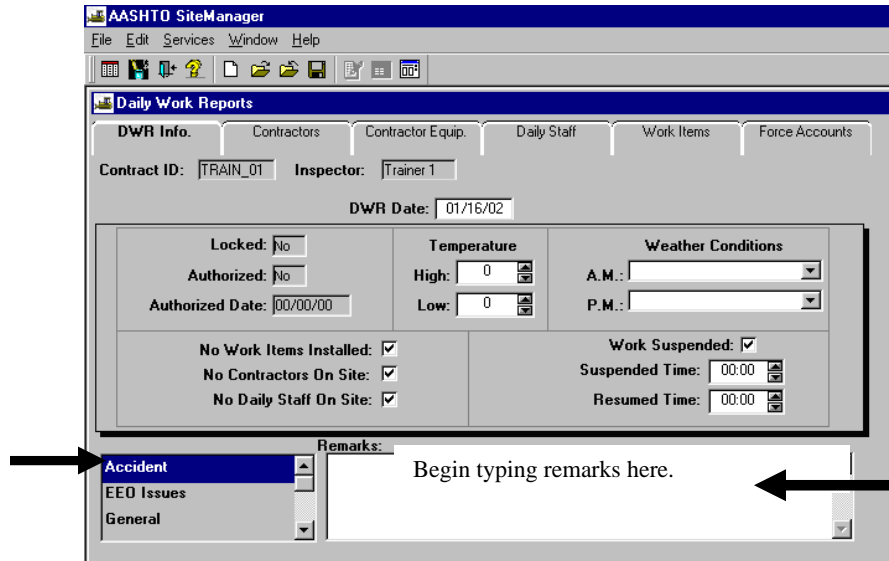 AASHTO SiteManager
File Edit Services Window Help
Daily Work Reports
DWR Info. Contractors Contractor Equip. Daily Staff Work Items Force Accounts
Contract ID: TRAIN_01 Inspector: Trainer 1
DWR Date: 01/16/02
Locked: No Temperature Weather Conditions
Authorized: No High: 0 A.M.:
Authorized Date: 00/00/00 Low: 0 P.M.:
No Work Items Installed: Work Suspended:
No Contractors On Site: Suspended Time: 00:00
No Daily Staff On Site: Resumed Time: 00:00
Remarks:
Accident Begin typing remarks here.
EEO Issues
General